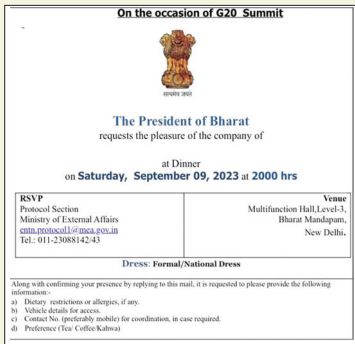 On the occasion of G20 Summit
सत्यमेव जयते
The President of Bharat
requests the pleasure of the company of
at Dinner
on Saturday, September 09, 2023 at 2000 hrs
RSVP
Protocol Section
Ministry of External Affairs
cntn.protocol1@mea.gov.in
Tel.: 011-23088142/43
Venue
Multifunction Hall,Level-3,
Bharat Mandapam,
New Delhi.
Dress: Formal/National Dress
Along with confirming your presence by replying to this mail, it is requested to please provide the following
information:-
a) Dietary restrictions or allergies, if any.
b) Vehicle details for access.
c) Contact No. (preferably mobile) for coordination, in case required.
d) Preference (Tea/ Coffee/Kahwa)